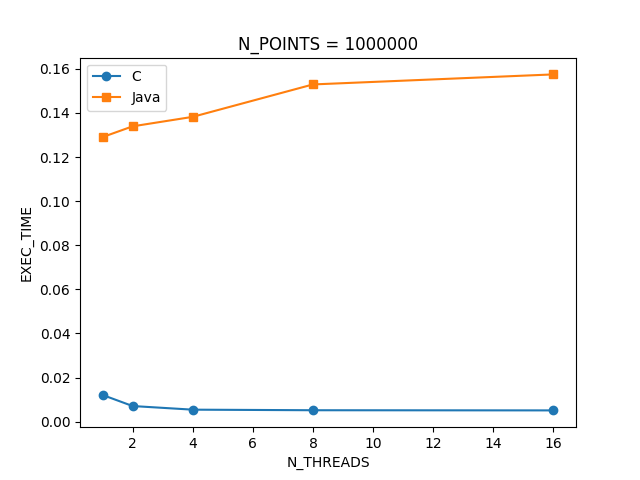 N_POINTS = 1000000
C
Java
EXEC_TIME
0.16
0.14
0.12
0.10
0.08
0.06
0.04
0.02
0.00
2 4 6 8 10 12 14 16
N_THREADS